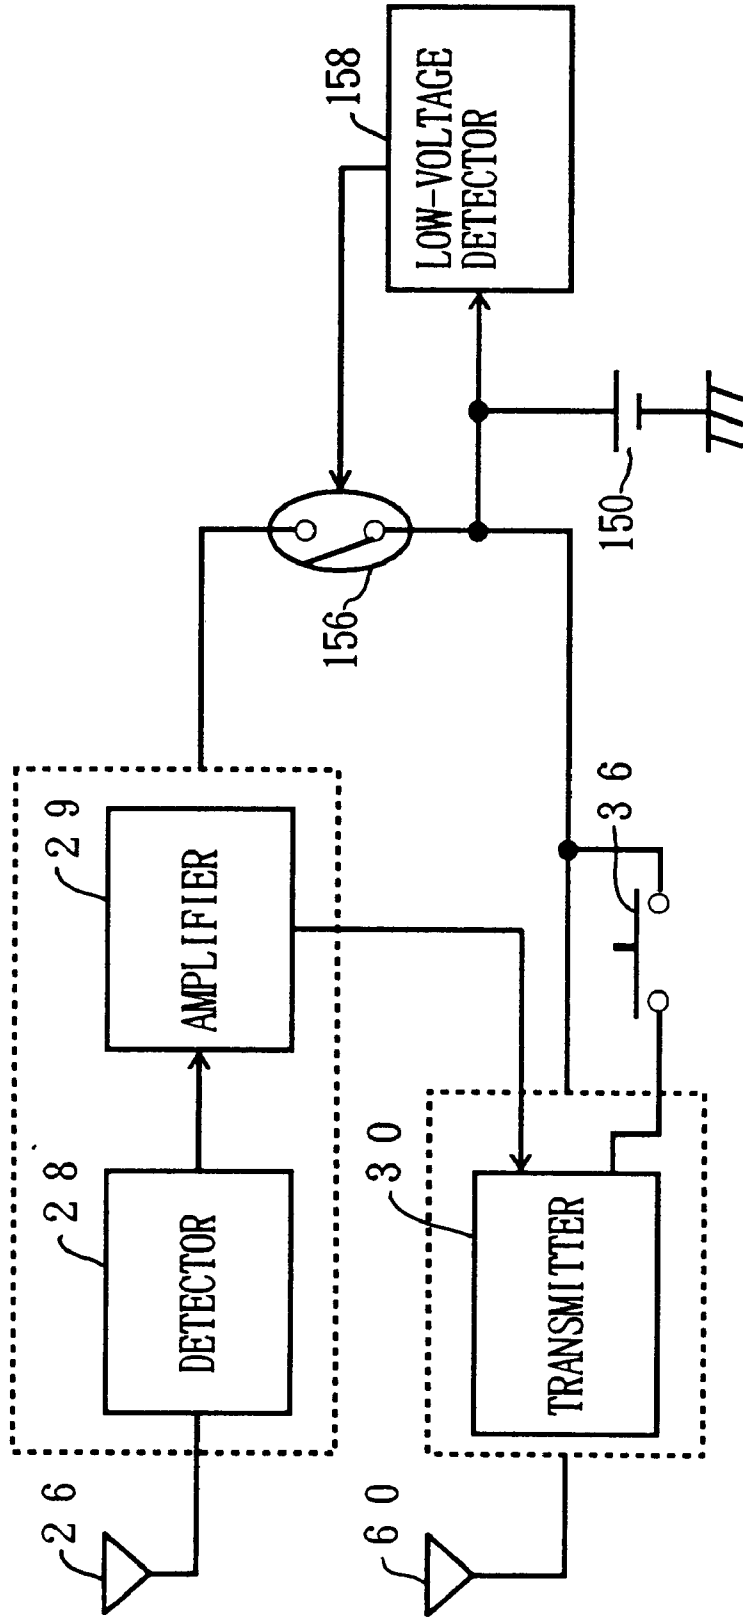 26
28
DETECTOR
29
AMPLIFIER
156
158
LOW-VOLTAGE
DETECTOR
60
30
TRANSMITTER
36
150